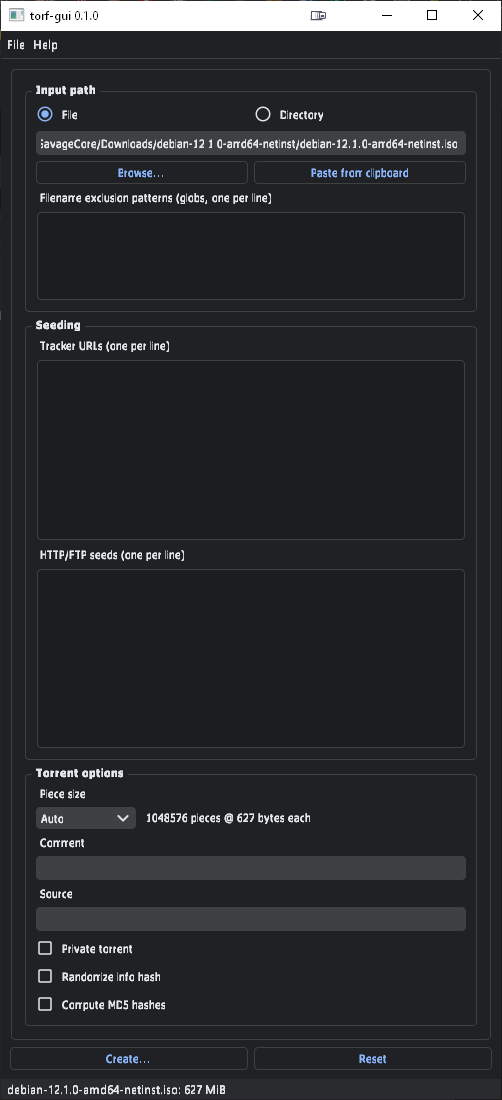 torf-gui 0.1.0
File Help
Input path
File Directory
SavageCore/Downloads/debian-12 1 0-amd64-netinst/debian-12.1.0-amd64-netinst.iso
Browse... Paste from clipboard
Filename exclusion patterns (globs, one per line)
Seeding
Tracker URLs (one per line)
HTTP/FTP seeds (one per line)
Torrent options
Piece size
Auto 1048576 pieces @ 627 bytes each
Comment
Source
Private torrent
Randomize info hash
Compute MD5 hashes
Create... Reset
debian-12.1.0-amd64-netinst.iso: 627 MiB